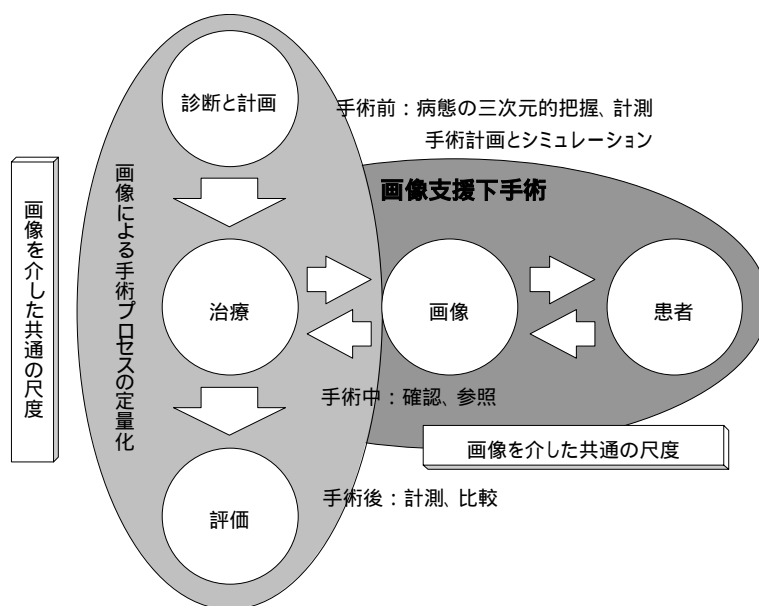 診断と計画
手術前：病態の三次元的把握、計測
手術計画とシミュレーション
画像を介した共通の尺度
画像による手術プロセスの定量化
画像支援下手術
治療
画像
患者
手術中：確認、参照
画像を介した共通の尺度
手術後：計測、比較
評価